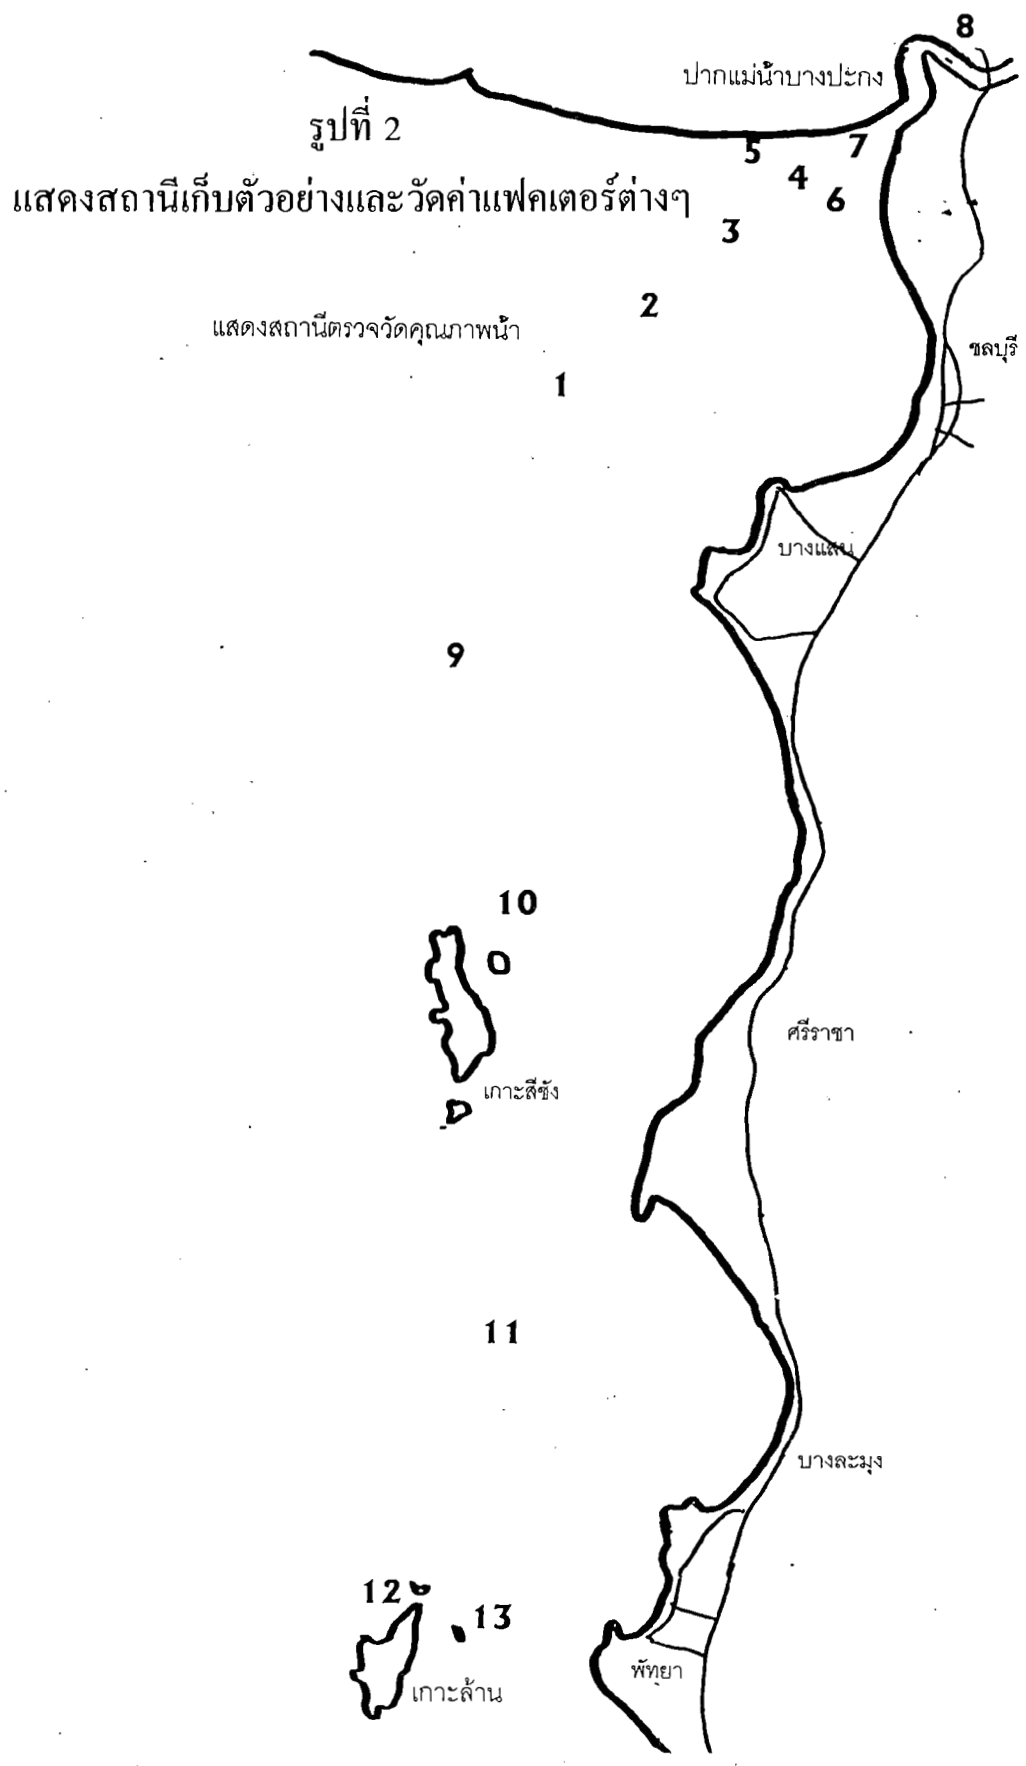 8
ปากแม่น้ำบางปะกง
รูปที่ 2
5
7
4
แสดงสถานีเก็บตัวอย่างและวัดค่าแฟคเตอร์ต่างๆ
6
3
2
แสดงสถานีตรวจวัดคุณภาพน้ำ
ชลบุรี
1
บางแสน
9
10
ศรีราชา
เกาะสีชัง
11
บางละมุง
12
13
พัทยา
เกาะล้าน